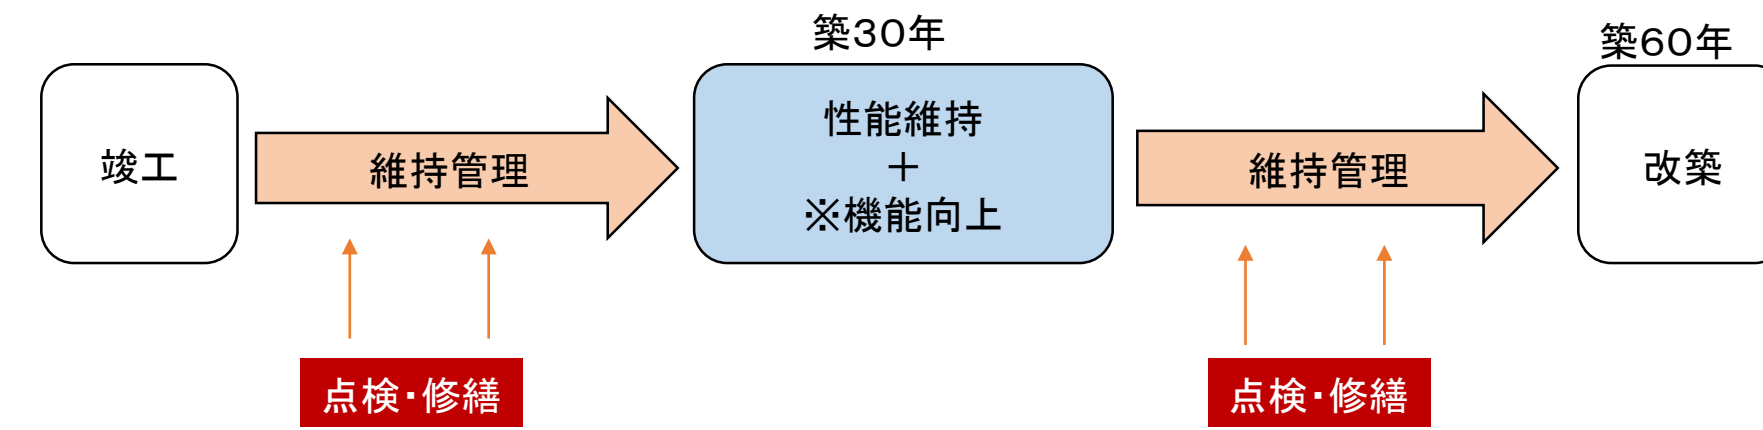 築30年
築60年
竣工
維持管理
性能維持
＋
※機能向上
維持管理
改築
点検・修繕
点検・修繕